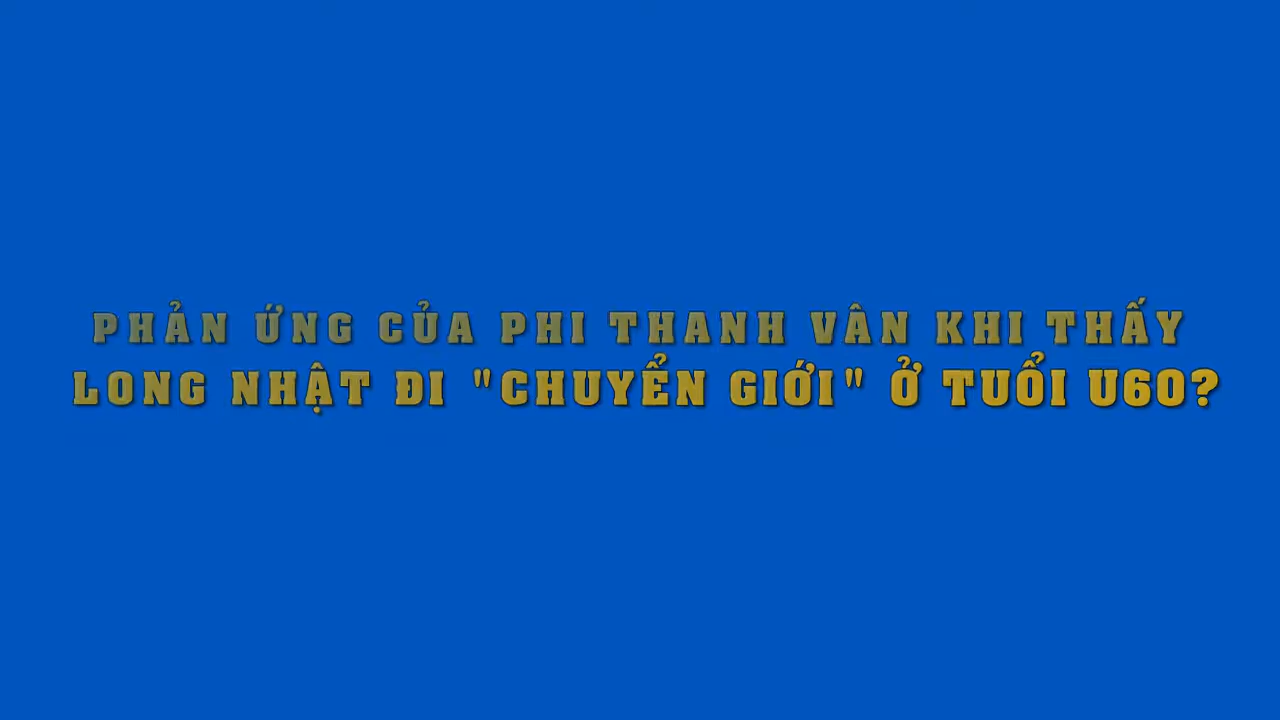 PHẢN ỨNG CỦA PHI THANH VÂN KHI THẤY
LONG NHẬT ĐI "CHUYỂN GIỚI" Ở TUỔI U60?